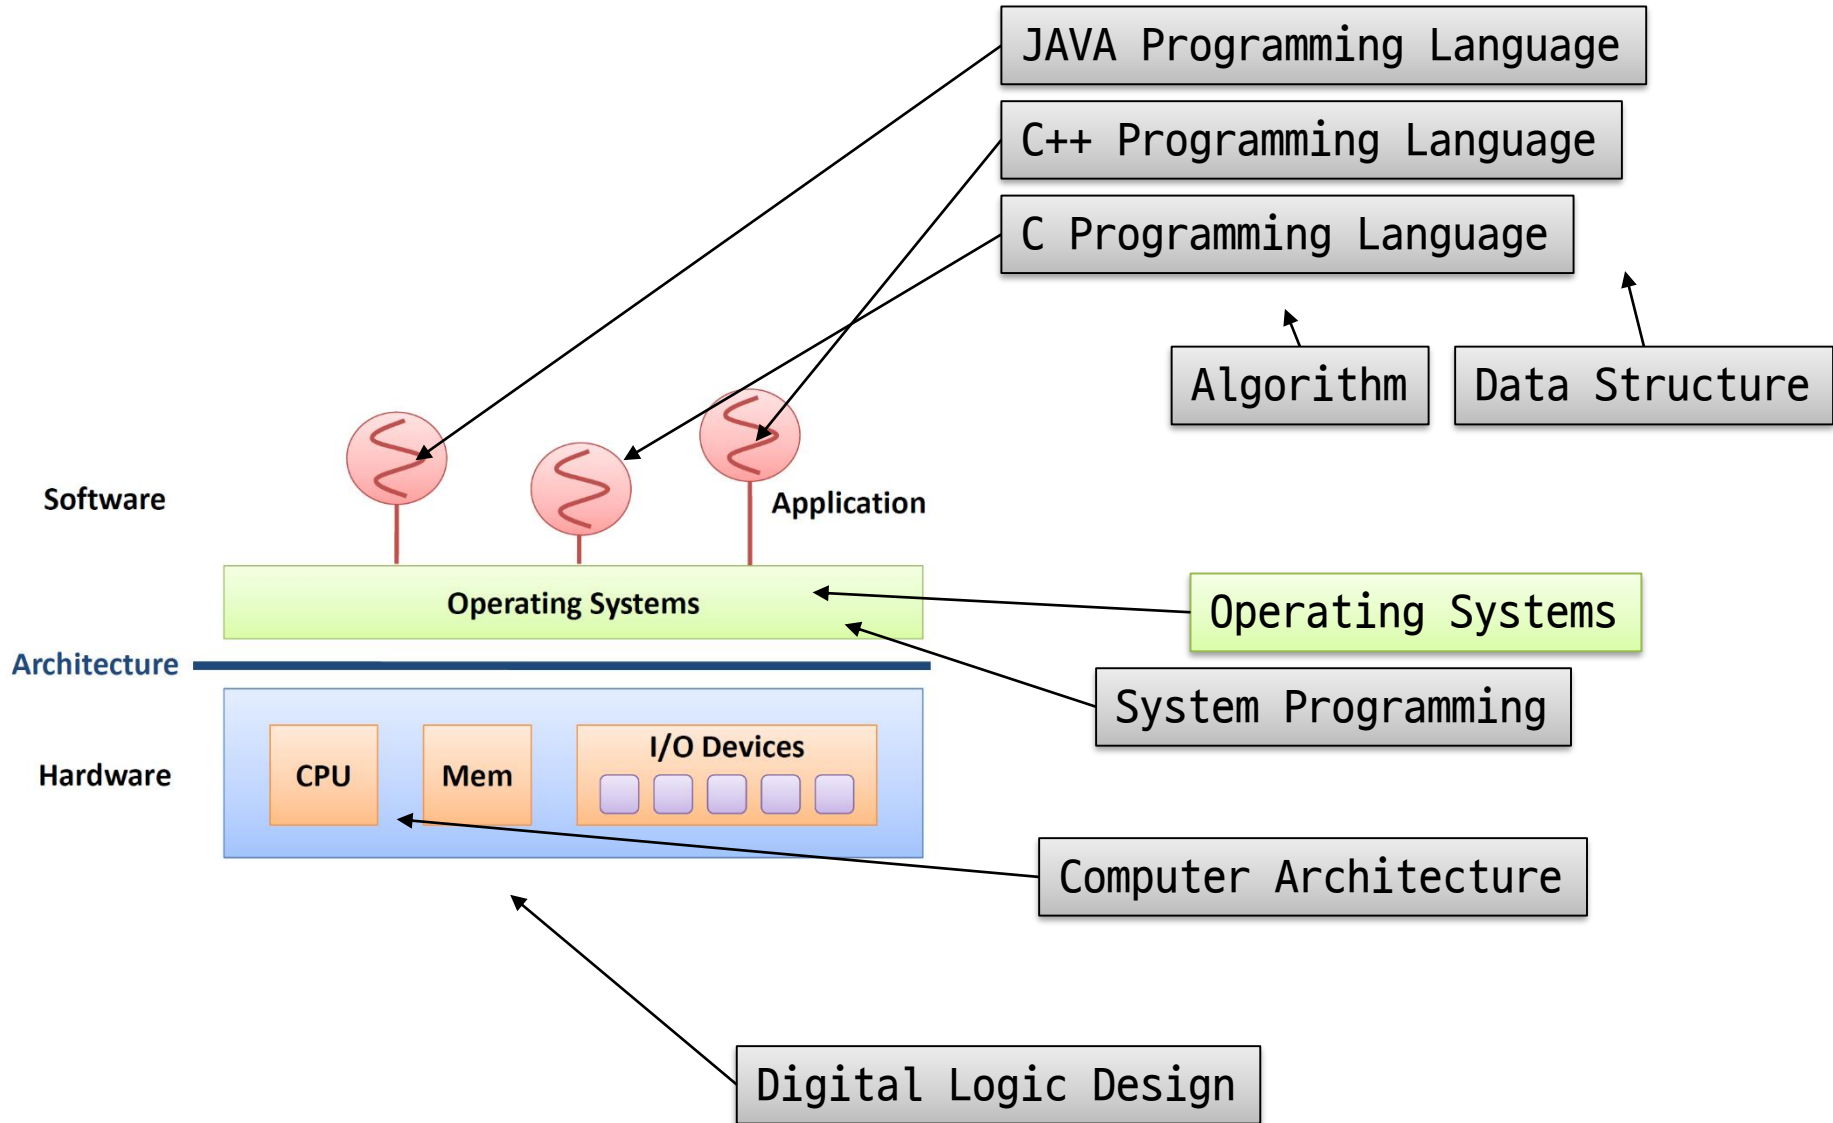 JAVA Programming Language
C++ Programming Language
C Programming Language
Algorithm
Data Structure
Software
Application
Operating Systems
Operating Systems
Architecture
System Programming
Hardware
CPU
Mem
I/O Devices
Computer Architecture
Digital Logic Design